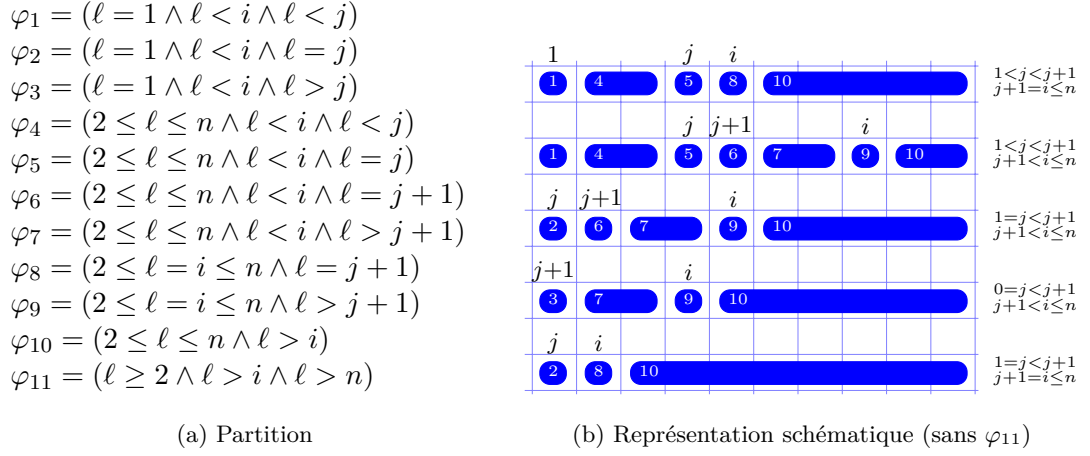 φ₁ = (ℓ = 1 ∧ ℓ < i ∧ ℓ < j)
φ₂ = (ℓ = 1 ∧ ℓ < i ∧ ℓ = j)
φ₃ = (ℓ = 1 ∧ ℓ < i ∧ ℓ > j)
φ₄ = (2 ≤ ℓ ≤ n ∧ ℓ < i ∧ ℓ < j)
φ₅ = (2 ≤ ℓ ≤ n ∧ ℓ < i ∧ ℓ = j)
φ₆ = (2 ≤ ℓ ≤ n ∧ ℓ < i ∧ ℓ = j + 1)
φ₇ = (2 ≤ ℓ ≤ n ∧ ℓ < i ∧ ℓ > j + 1)
φ₈ = (2 ≤ ℓ = i ≤ n ∧ ℓ = j + 1)
φ₉ = (2 ≤ ℓ = i ≤ n ∧ ℓ > j + 1)
φ₁₀ = (2 ≤ ℓ ≤ n ∧ ℓ > i)
φ₁₁ = (ℓ ≥ 2 ∧ ℓ > i ∧ ℓ > n)
(a) Partition
1 j i
1 4 5 8 10
1<j<j+1
j+1=i≤n
j j+1 i
1 4 5 6 7 9 10
1<j<j+1
j+1<i≤n
j j+1 i
2 6 7 9 10
1=j<j+1
j+1<i≤n
j+1 i
3 7 9 10
0=j<j+1
j+1<i≤n
j i
2 8 10
1=j<j+1
j+1=i≤n
(b) Représentation schématique (sans φ₁₁)